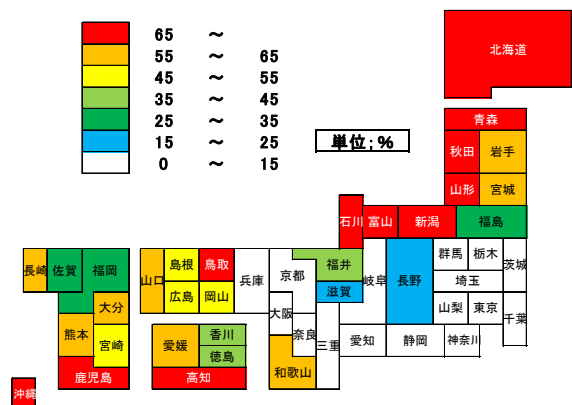 65 ～
55 ～ 65
45 ～ 55
35 ～ 45
25 ～ 35
15 ～ 25
0 ～ 15
単位；%
北海道
青森
秋田 岩手
山形 宮城
石川 富山 新潟 福島
群馬 栃木 茨城
長崎 佐賀 福岡 山口 島根 鳥取 兵庫 京都 福井 岐阜 長野 埼玉
広島 岡山 滋賀 山梨 東京 千葉
大分 大阪
熊本 宮崎 愛媛 香川 奈良 三重 愛知 静岡 神奈川
徳島
鹿児島 高知 和歌山
沖縄